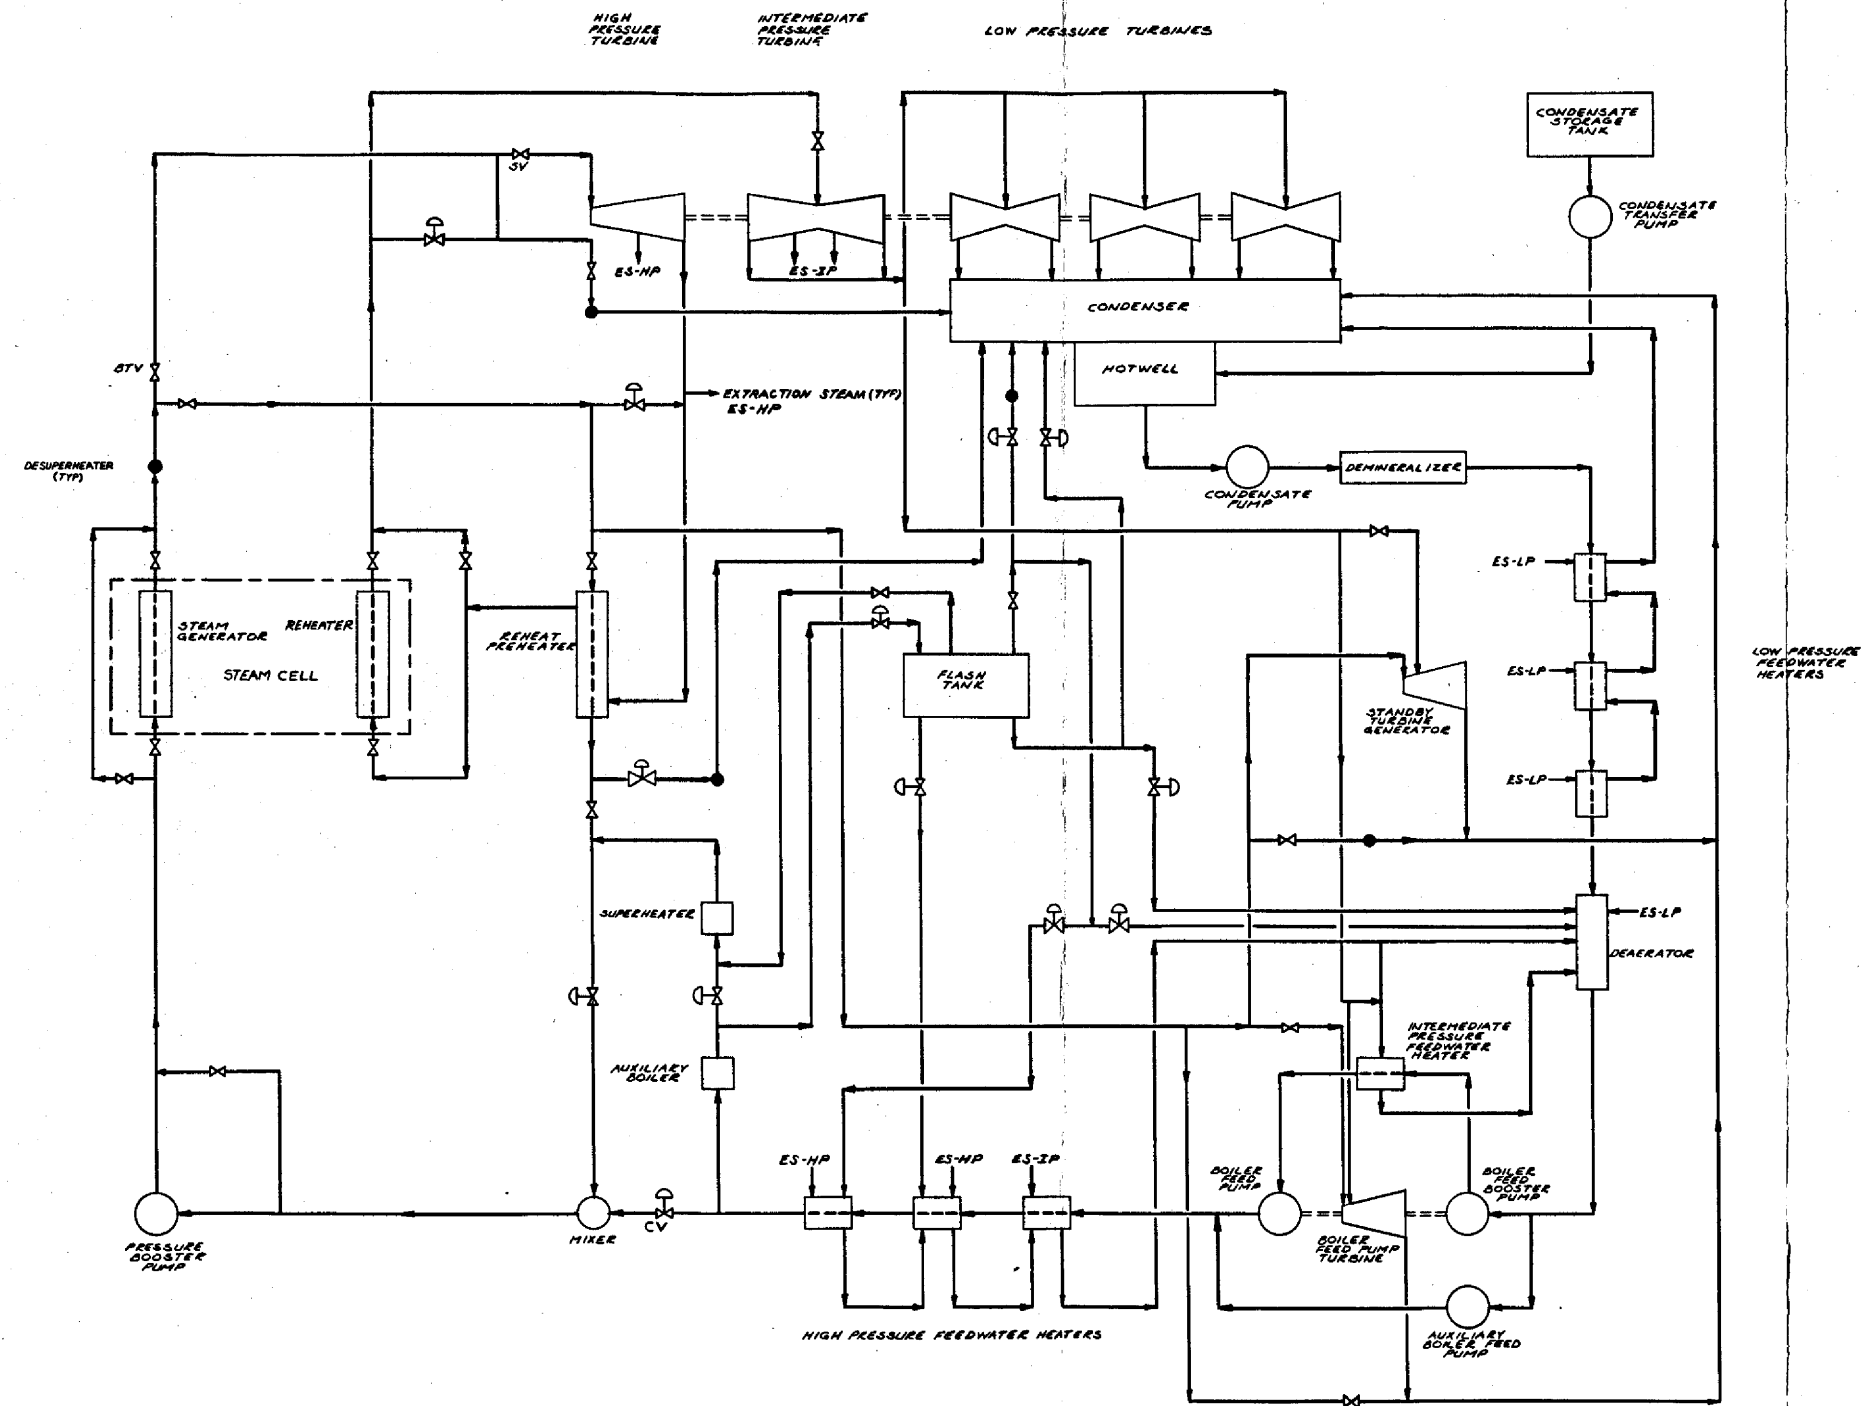 HIGH
PRESSURE
TURBINE
INTERMEDIATE
PRESSURE
TURBINE
LOW PRESSURE TURBINES
CONDENSATE
STORAGE
TANK
SV
CONDENSATE
TRANSFER
PUMP
ES-HP
ES-IP
CONDENSER
BTV
HOTWELL
EXTRACTION STEAM (TYP)
ES-HP
DESUPERHEATER
(TYP)
DEMINERALIZER
CONDENSATE
PUMP
ES-LP
STEAM
GENERATOR
REHEATER
REHEAT
PREHEATER
STEAM CELL
FLASH
TANK
ES-LP
LOW PRESSURE
FEEDWATER
HEATERS
STANDBY
TURBINE
GENERATOR
ES-LP
SUPERHEATER
ES-LP
DEAERATOR
INTERMEDIATE
PRESSURE
FEEDWATER
HEATER
AUXILIARY
BOILER
ES-HP
ES-HP
ES-IP
BOILER
FEED
PUMP
BOILER
FEED
BOOSTER
PUMP
CV
MIXER
PRESSURE
BOOSTER
PUMP
BOILER
FEED PUMP
TURBINE
HIGH PRESSURE FEEDWATER HEATERS
AUXILIARY
BOILER FEED
PUMP